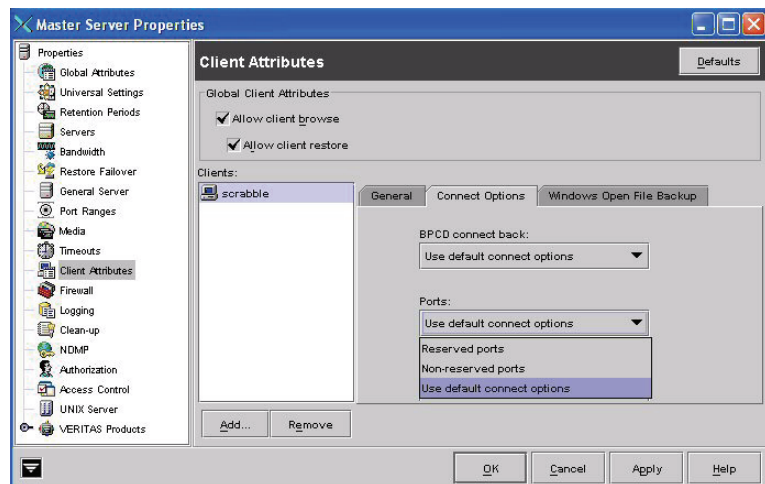 Master Server Properties
Properties
Global Attributes
Universal Settings
Retention Periods
Servers
Bandwidth
Restore Failover
General Server
Port Ranges
Media
Timeouts
Client Attributes
Firewall
Logging
Clean-up
NDMP
Authorization
Access Control
UNIX Server
VERITAS Products
Client Attributes
Defaults
Global Client Attributes
Allow client browse
Allow client restore
Clients:
scrabble
Add...
Remove
General
Connect Options
Windows Open File Backup
BPCD connect back:
Use default connect options
Ports:
Use default connect options
Reserved ports
Non-reserved ports
Use default connect options
OK
Cancel
Apply
Help